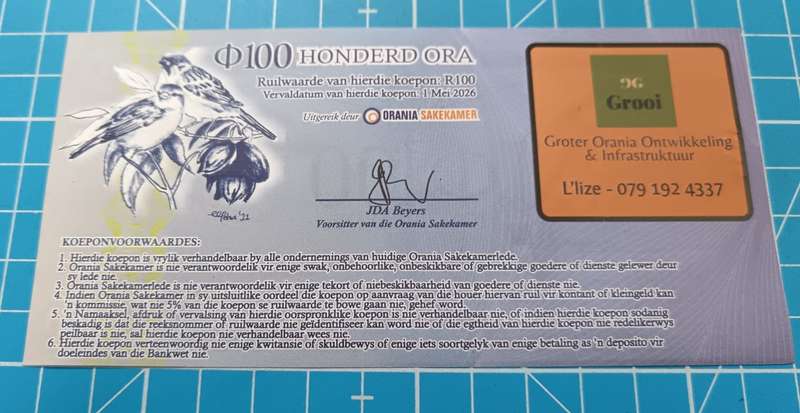 Φ100 HONDERD ORA
Ruilwaarde van hierdie koepon: R100
Vervaldatum van hierdie koepon: 1 Mei 2026
Uitgereik deur ORANIA SAKEKAMER
JDA Beyers
Voorsitter van die Orania Sakekamer
GG
Grooi
Groter Orania Ontwikkeling
& Infrastruktuur
L'lize - 079 192 4337
KOEPONVOORWAARDES:
1. Hierdie koepon is vrylik verhandelbaar by alle ondernemings van huidige Orania Sakekamerlede.
2. Orania Sakekamer is nie verantwoordelik vir enige swak, onbehoorlike, onbeskikbare of gebrekkige goedere of dienste gelewer deur
sy lede nie.
3. Orania Sakekamerlede is nie verantwoordelik vir enige tekort of niebeskikbaarheid van goedere of dienste nie.
4. Indien Orania Sakekamer in sy uitsluitlike oordeel die koepon op aanvraag van die houer hiervan ruil vir kontant of kleingeld kan
'n kommissie, wat nie 5% van die koepon se ruilwaarde te bowe gaan nie, gehef word.
5. 'n Namaaksel, afdruk of vervalsing van hierdie oorspronklike koepon is nie verhandelbaar nie, of indien hierdie koepon sodanig
beskadig is dat die reeksnommer of ruilwaarde nie geïdentifiseer kan word nie of die egtheid van hierdie koepon nie redelikerwys
peilbaar is nie, sal hierdie koepon nie verhandelbaar wees nie.
6. Hierdie koepon verteenwoordig nie enige kwitansie of skuldbewys of enige iets soortgelyk van enige betaling as 'n deposito vir
doeleindes van die Bankwet nie.